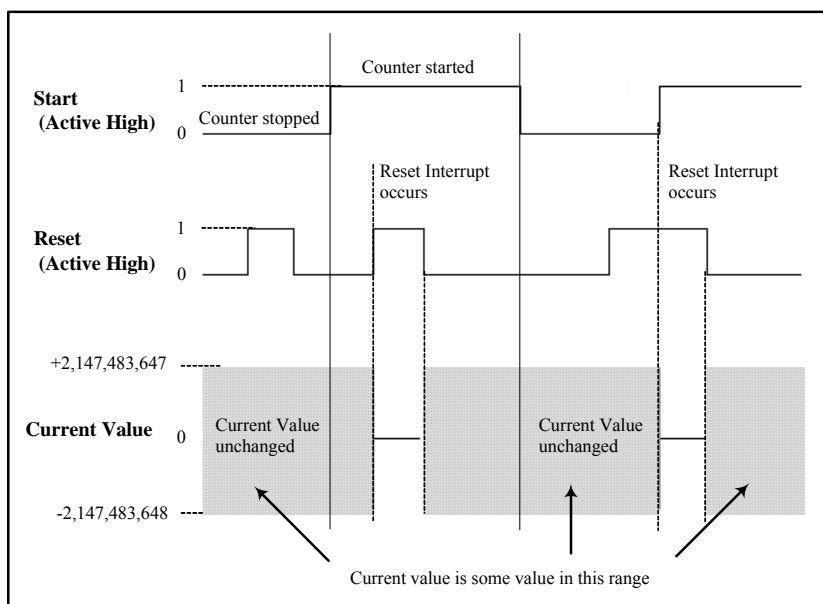 Counter started
1
Start
(Active High)
Counter stopped
0
Reset Interrupt
occurs
Reset Interrupt
occurs
1
Reset
(Active High)
0
+2,147,483,647
Current Value
0
Current Value
unchanged
Current Value
unchanged
-2,147,483,648
Current value is some value in this range